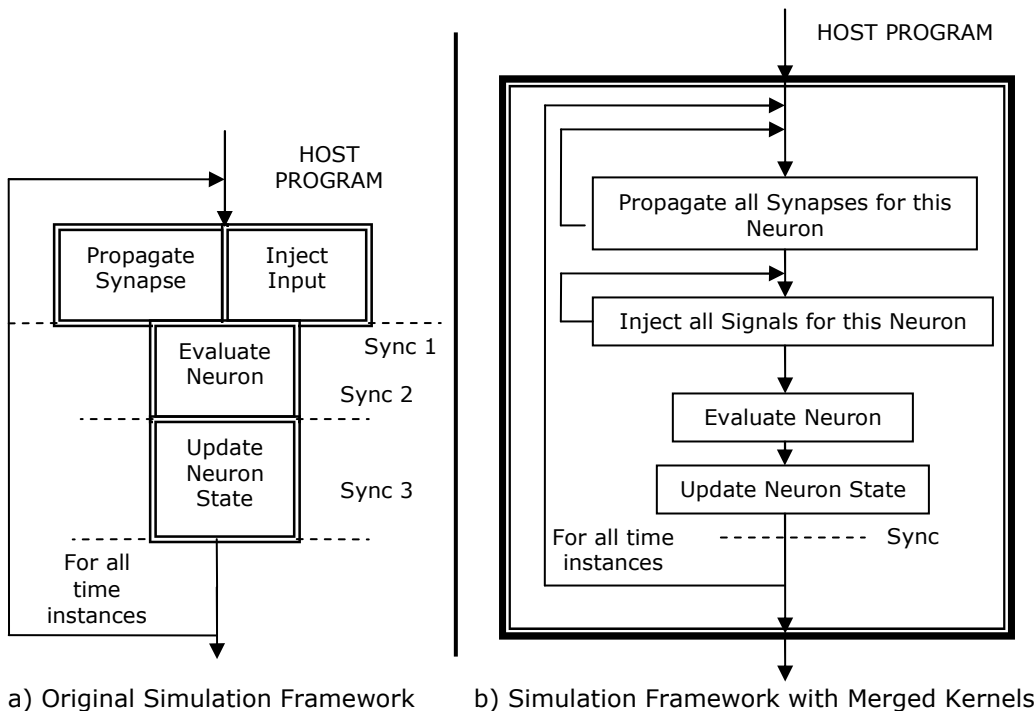 HOST
PROGRAM
Propagate
Synapse
Inject
Input
Sync 1
Evaluate
Neuron
Sync 2
Update
Neuron
State
Sync 3
For all
time
instances
a) Original Simulation Framework
HOST PROGRAM
Propagate all Synapses for this
Neuron
Inject all Signals for this Neuron
Evaluate Neuron
Update Neuron State
For all time
instances
Sync
b) Simulation Framework with Merged Kernels